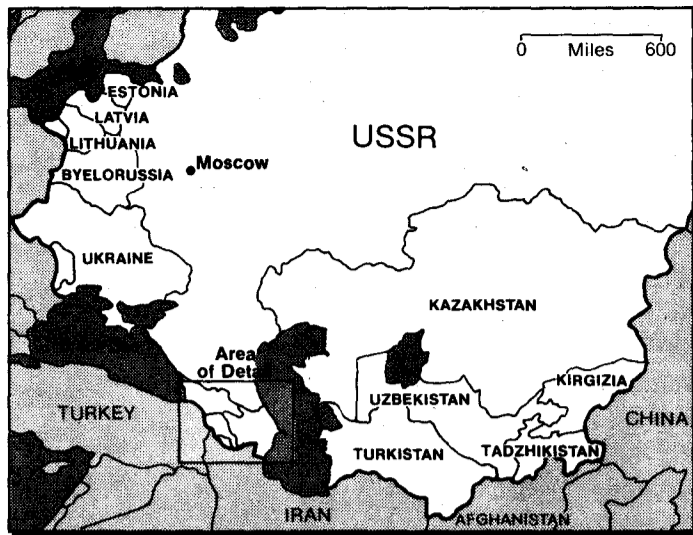 0 Miles 600
ESTONIA
LATVIA
LITHUANIA
BYELORUSSIA
Moscow
USSR
UKRAINE
KAZAKHSTAN
Area
of Detail
KIRGIZIA
UZBEKISTAN
TURKEY
CHINA
TURKISTAN
TADZHIKISTAN
IRAN
AFGHANISTAN